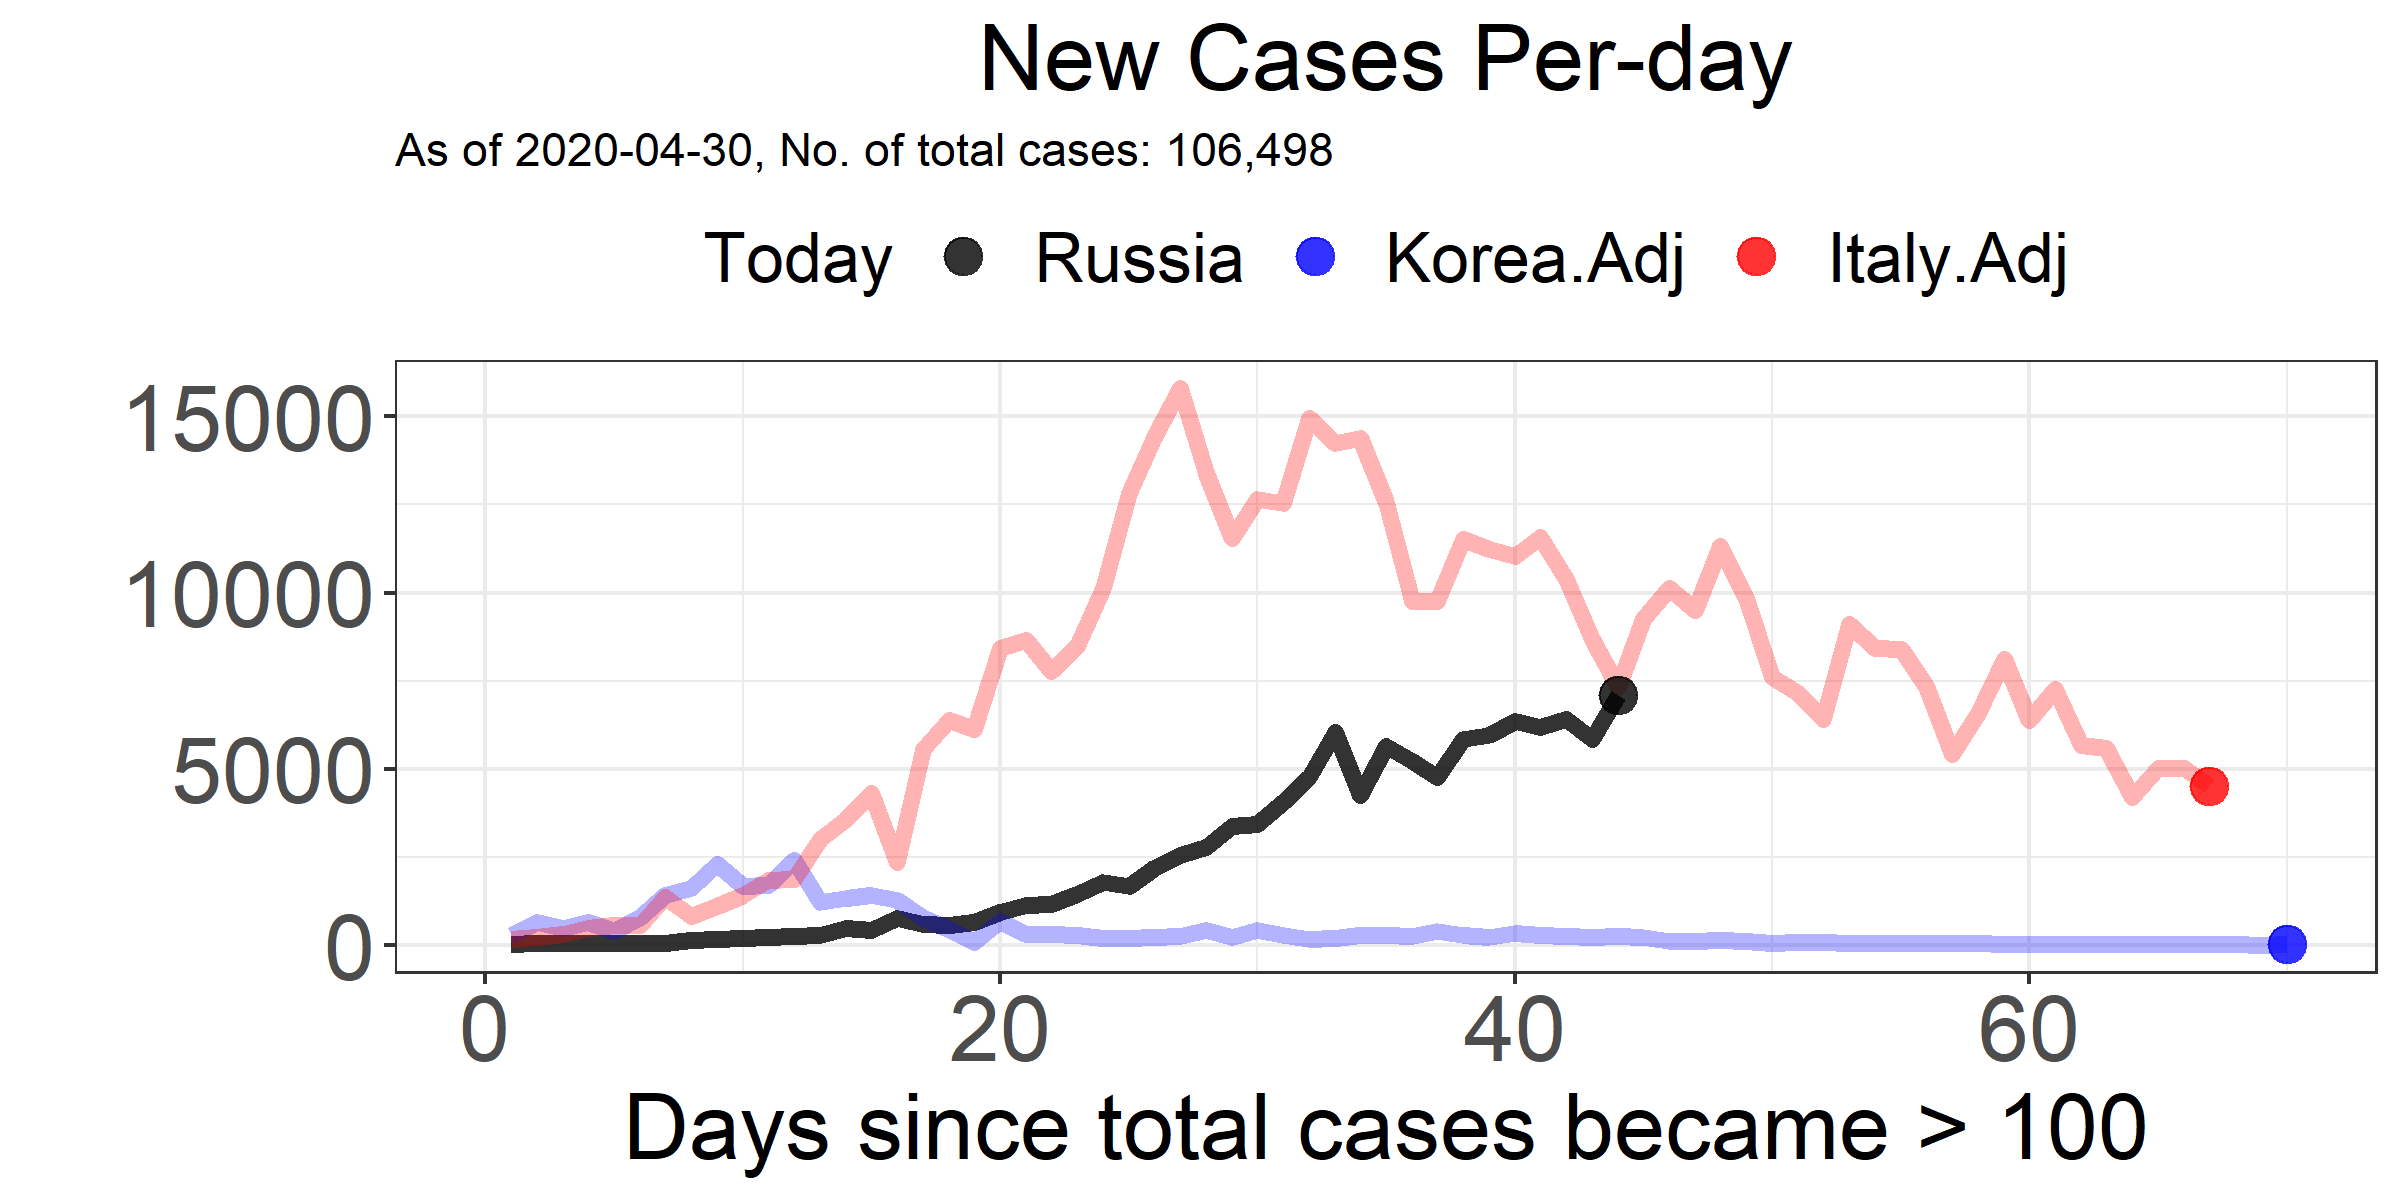 New Cases Per-day
As of 2020-04-30, No. of total cases: 106,498
Today Russia Korea.Adj Italy.Adj
15000
10000
5000
0
0 20 40 60
Days since total cases became > 100